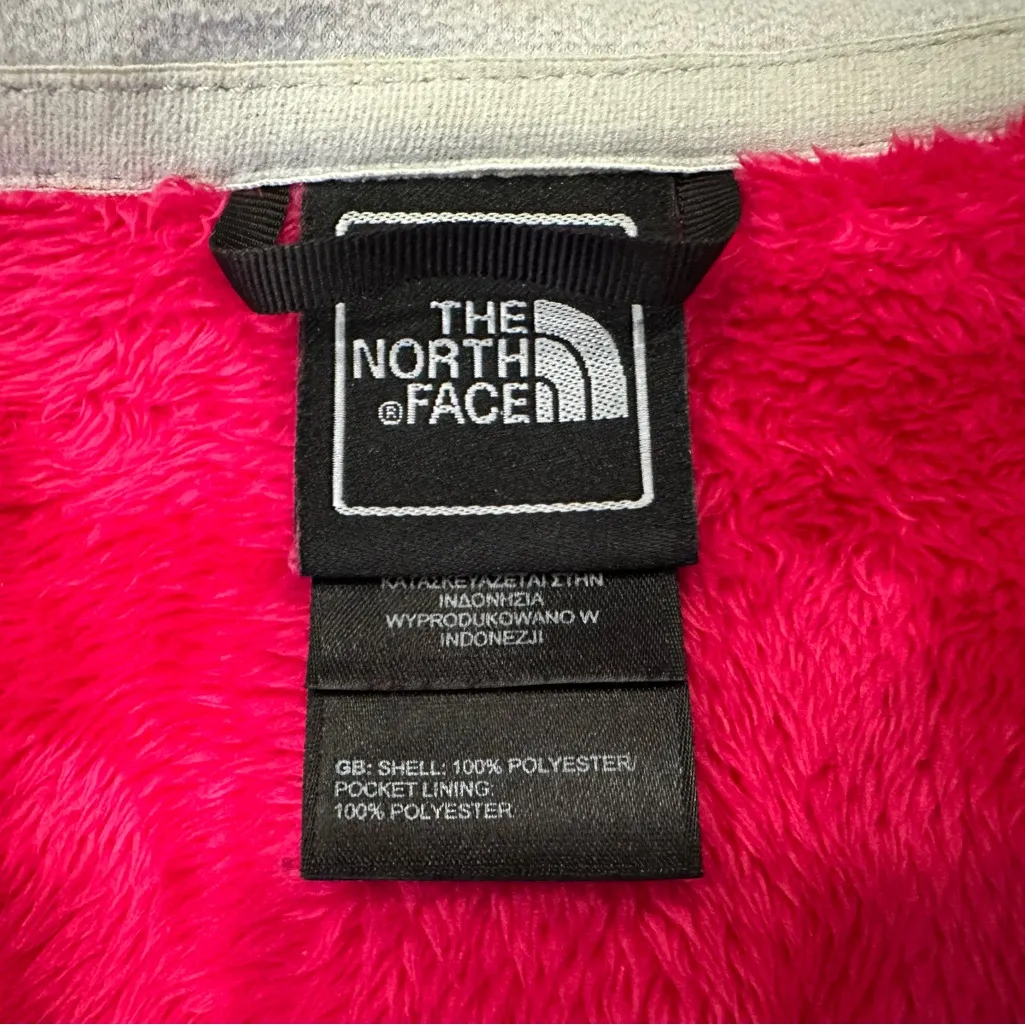 THE
NORTH
®FACE
ΚΑΤΑΣΚΕΥΑΖΕΤΑΙ ΣΤΗΝ
ΙΝΔΟΝΗΣΙΑ
WYPRODUKOWANO W
INDONEZJI
GB: SHELL: 100% POLYESTER/
POCKET LINING:
100% POLYESTER